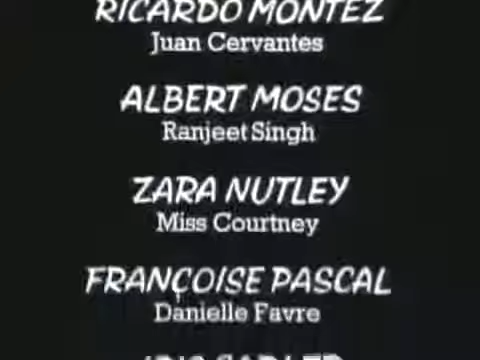 RICARDO MONTEZ
Juan Cervantes
ALBERT MOSES
Ranjeet Singh
ZARA NUTLEY
Miss Courtney
FRANÇOISE PASCAL
Danielle Favre